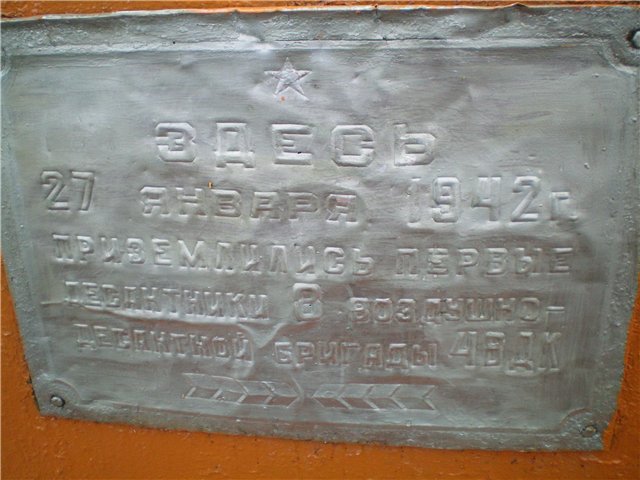 ЗДЕСЬ
27 ЯНВАРЯ 1942г.
ПРИЗЕМЛИЛИСЬ ПЕРВЫЕ
ДЕСАНТНИКИ 8 ВОЗДУШНО-
ДЕСАНТНОЙ БРИГАДЫ 4ВДК